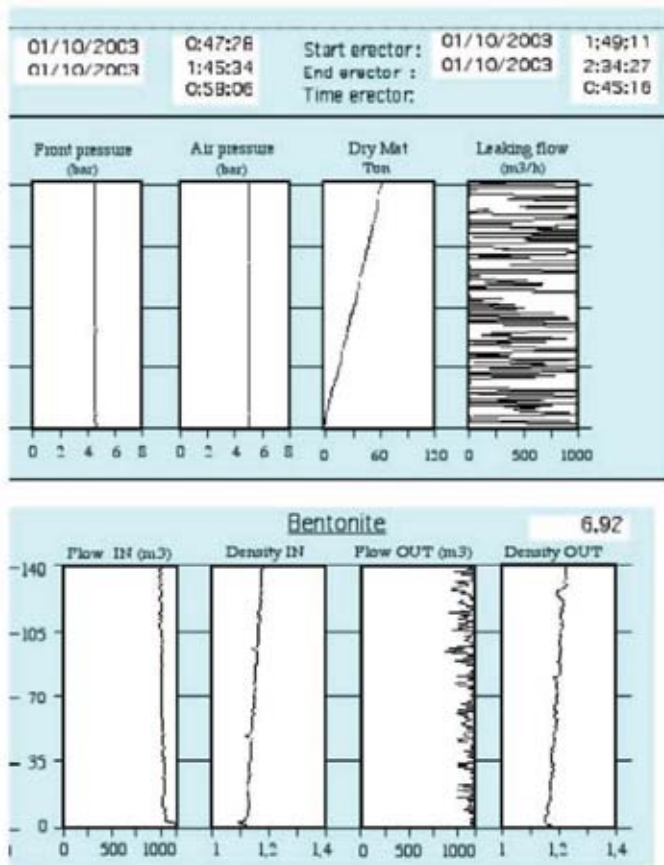 01/10/2003 0:47:28 Start erector: 01/10/2003 1:49:11
01/10/2003 1:45:34 End erector : 01/10/2003 2:34:27
0:58:06 Time erector: 0:45:16
Front pressure Air pressure Dry Mat Leaking flow
(bar) (bar) Ton (m3/h)
0 2 4 6 8 0 2 4 6 8 0 60 120 0 500 1000
Bentonite 6.92
Flow IN (m3) Density IN Flow OUT (m3) Density OUT
140
105
70
35
0
0 500 1000 1 1,2 1,4 0 500 1000 1 1,2 1,4